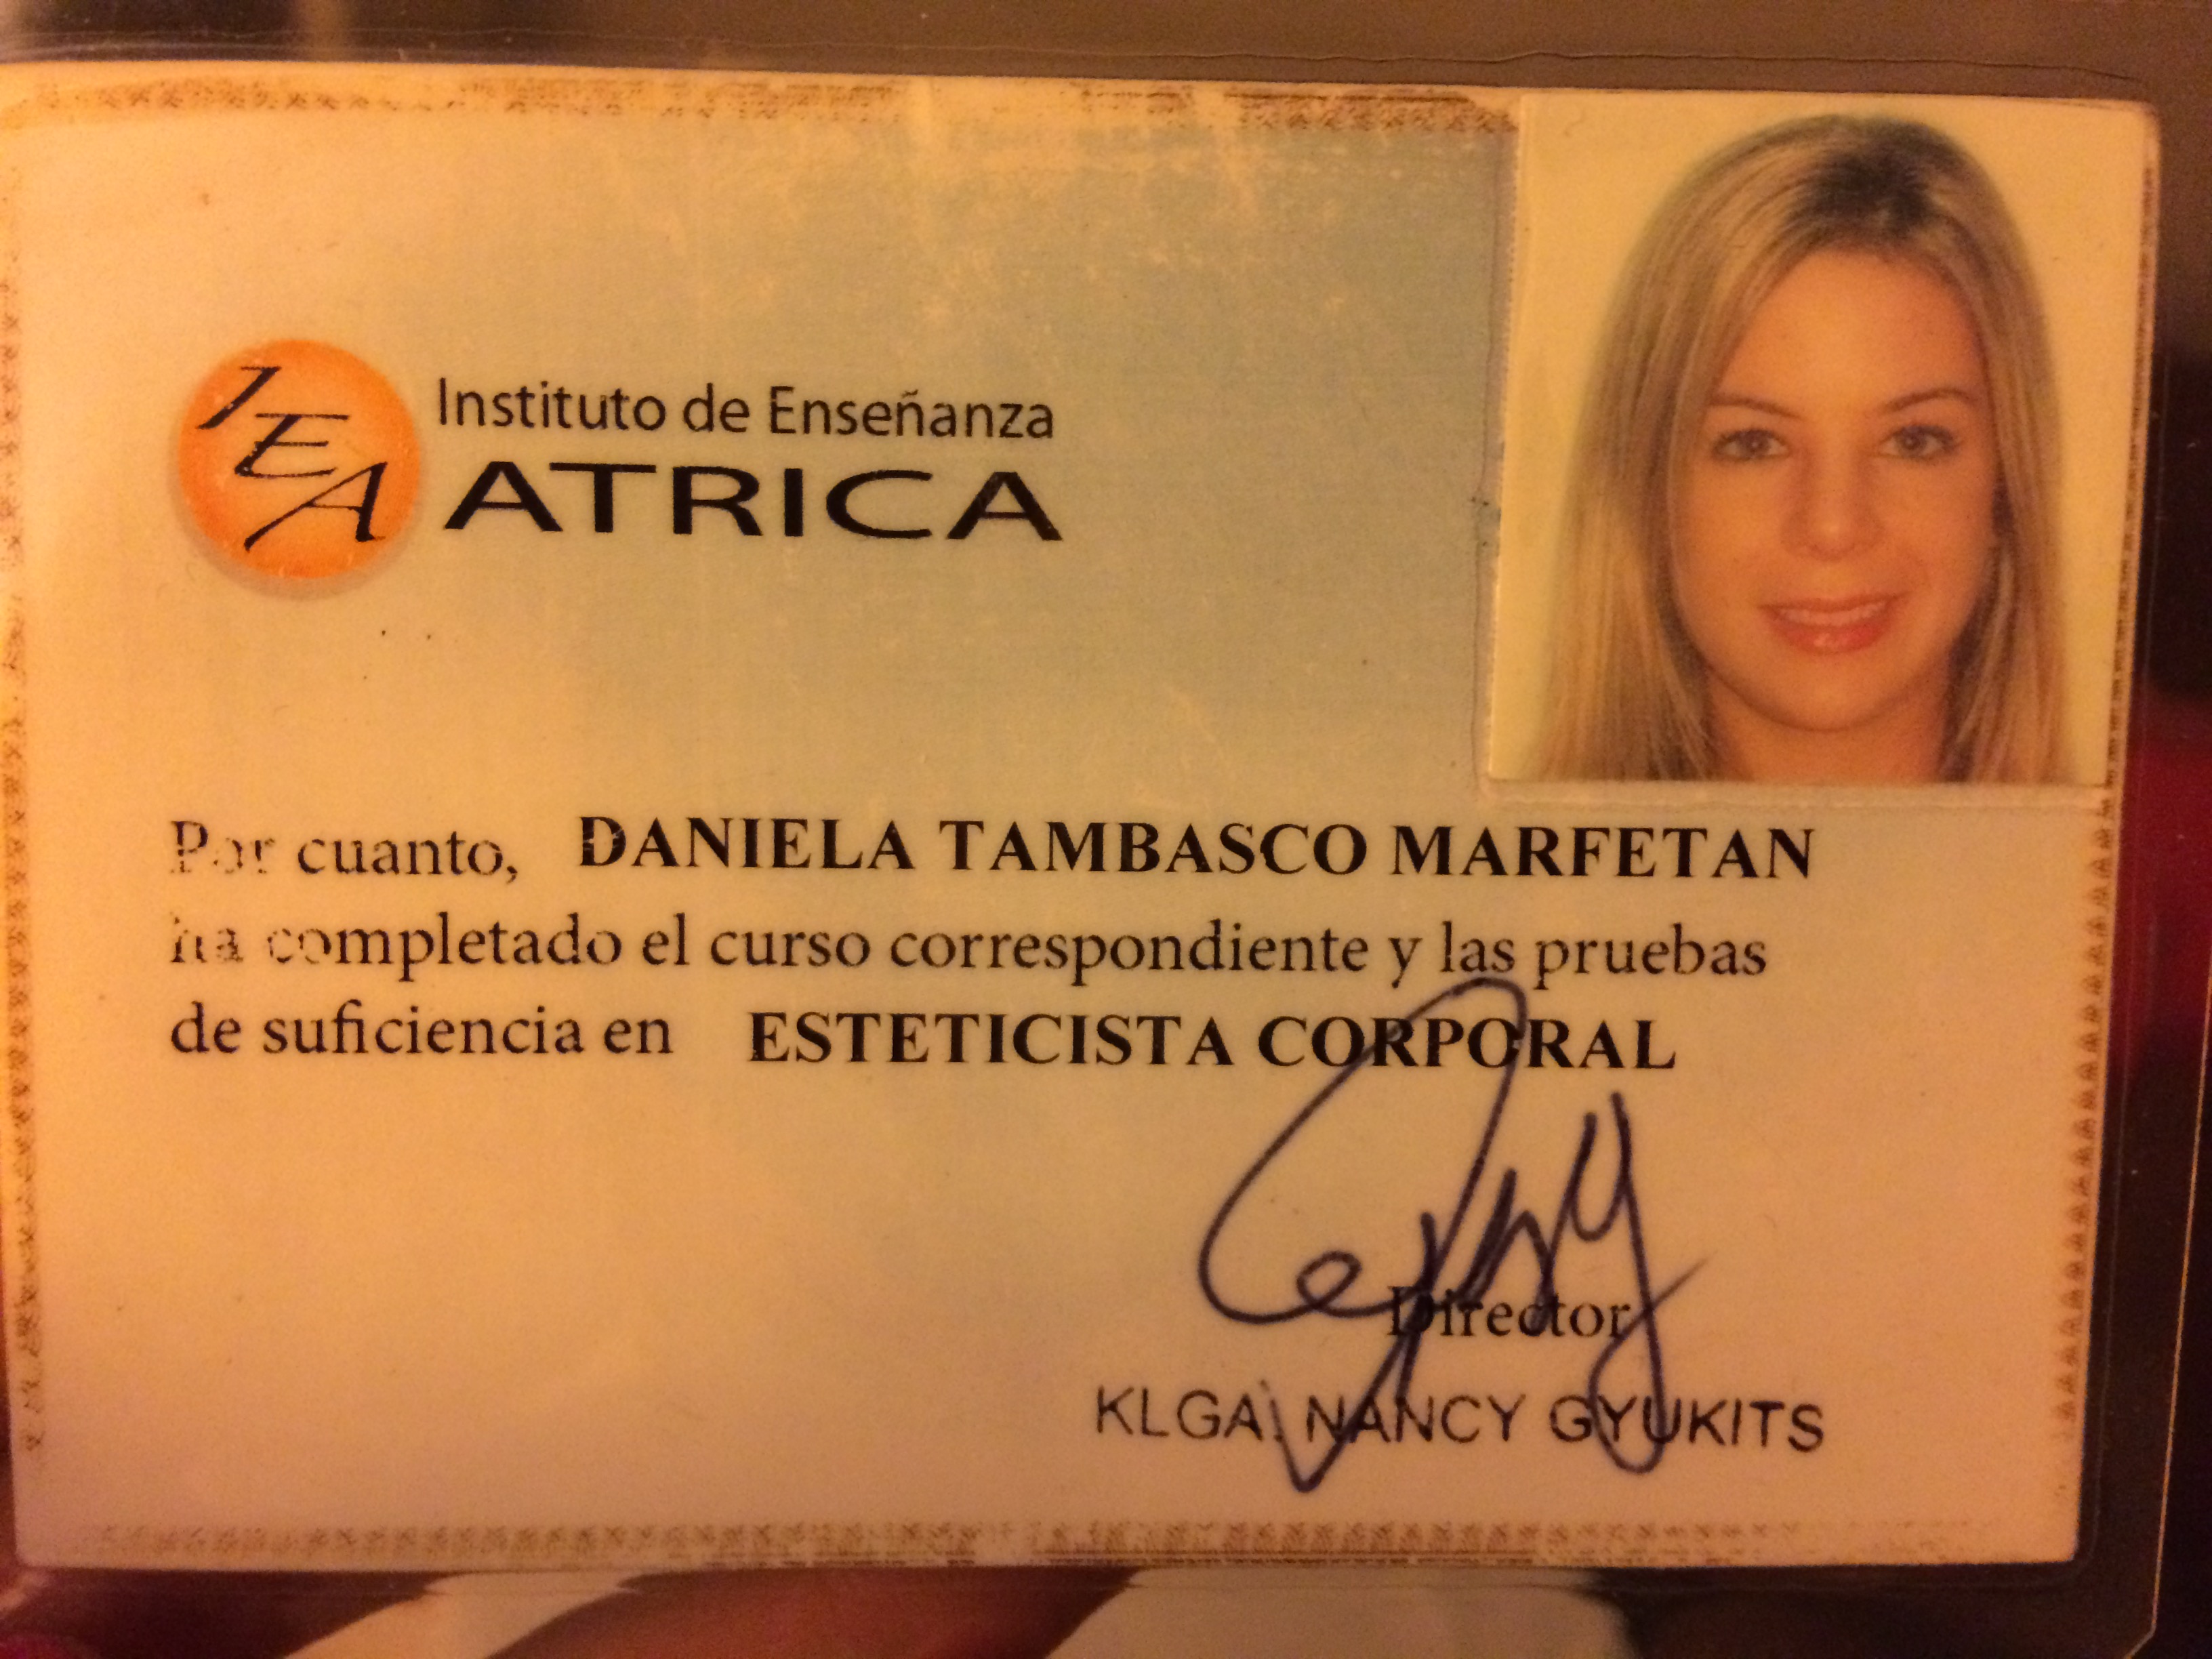 IEA
Instituto de Enseñanza
ATRICA
Por cuanto, DANIELA TAMBASCO MARFETAN
ha completado el curso correspondiente y las pruebas
de suficiencia en ESTETICISTA CORPORAL
Director
KLGA. NANCY GYUKITS